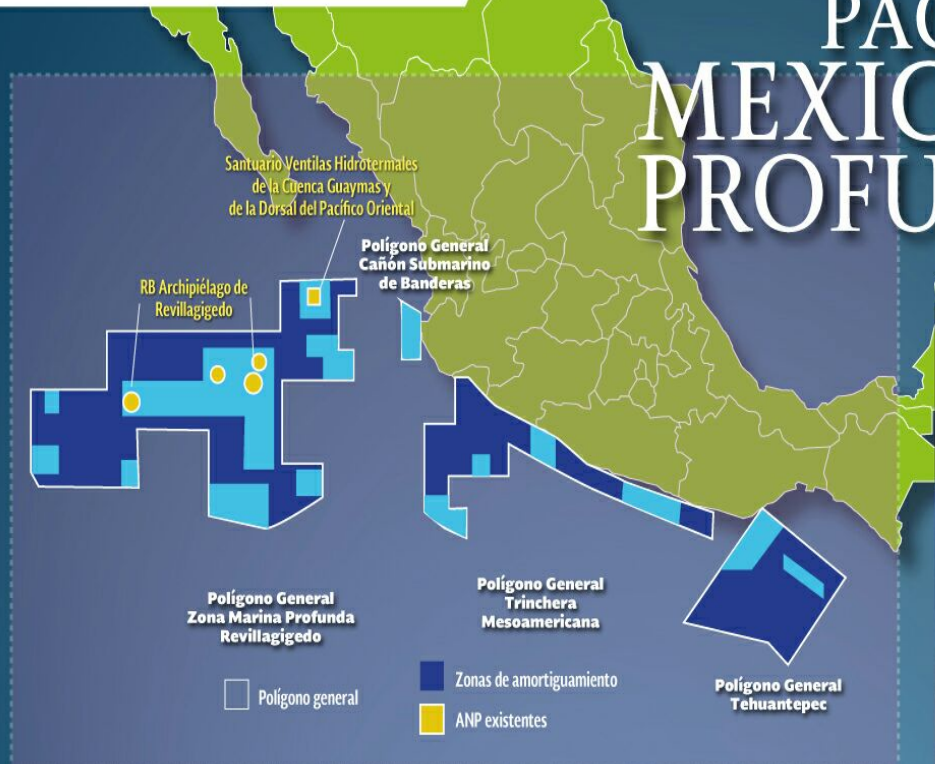 PAC
MEXIC
PROFU
Santuario Ventilas Hidrotermales
de la Cuenca Guaymas y
de la Dorsal del Pacífico Oriental
Polígono General
Cañón Submarino
de Banderas
RB Archipiélago de
Revillagigedo
Polígono General
Zona Marina Profunda
Revillagigedo
Polígono General
Trinchera
Mesoamericana
Polígono General
Tehuantepec
Polígono general
Zonas de amortiguamiento
ANP existentes